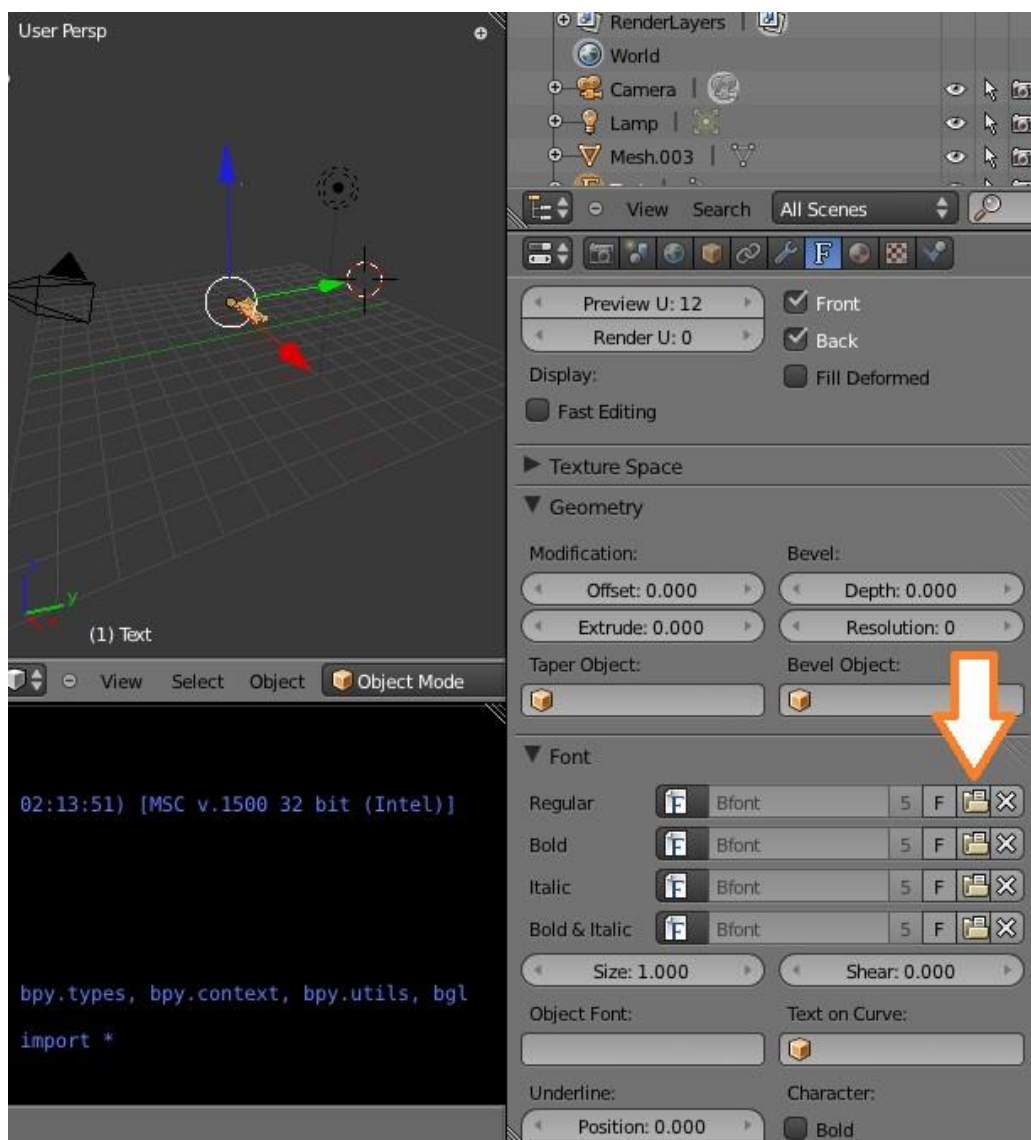 User Persp
(1) Text
View Select Object Object Mode
02:13:51) [MSC v.1500 32 bit (Intel)]
bpy.types, bpy.context, bpy.utils, bgl
import *
RenderLayers
World
Camera
Lamp
Mesh.003
View Search All Scenes
Preview U: 12 Front
Render U: 0 Back
Display: Fill Deformed
Fast Editing
Texture Space
Geometry
Modification: Bevel:
Offset: 0.000 Depth: 0.000
Extrude: 0.000 Resolution: 0
Taper Object: Bevel Object:
Font
Regular Bfont 5 F
Bold Bfont 5 F
Italic Bfont 5 F
Bold & Italic Bfont 5 F
Size: 1.000 Shear: 0.000
Object Font: Text on Curve:
Underline: Character:
Position: 0.000 Bold